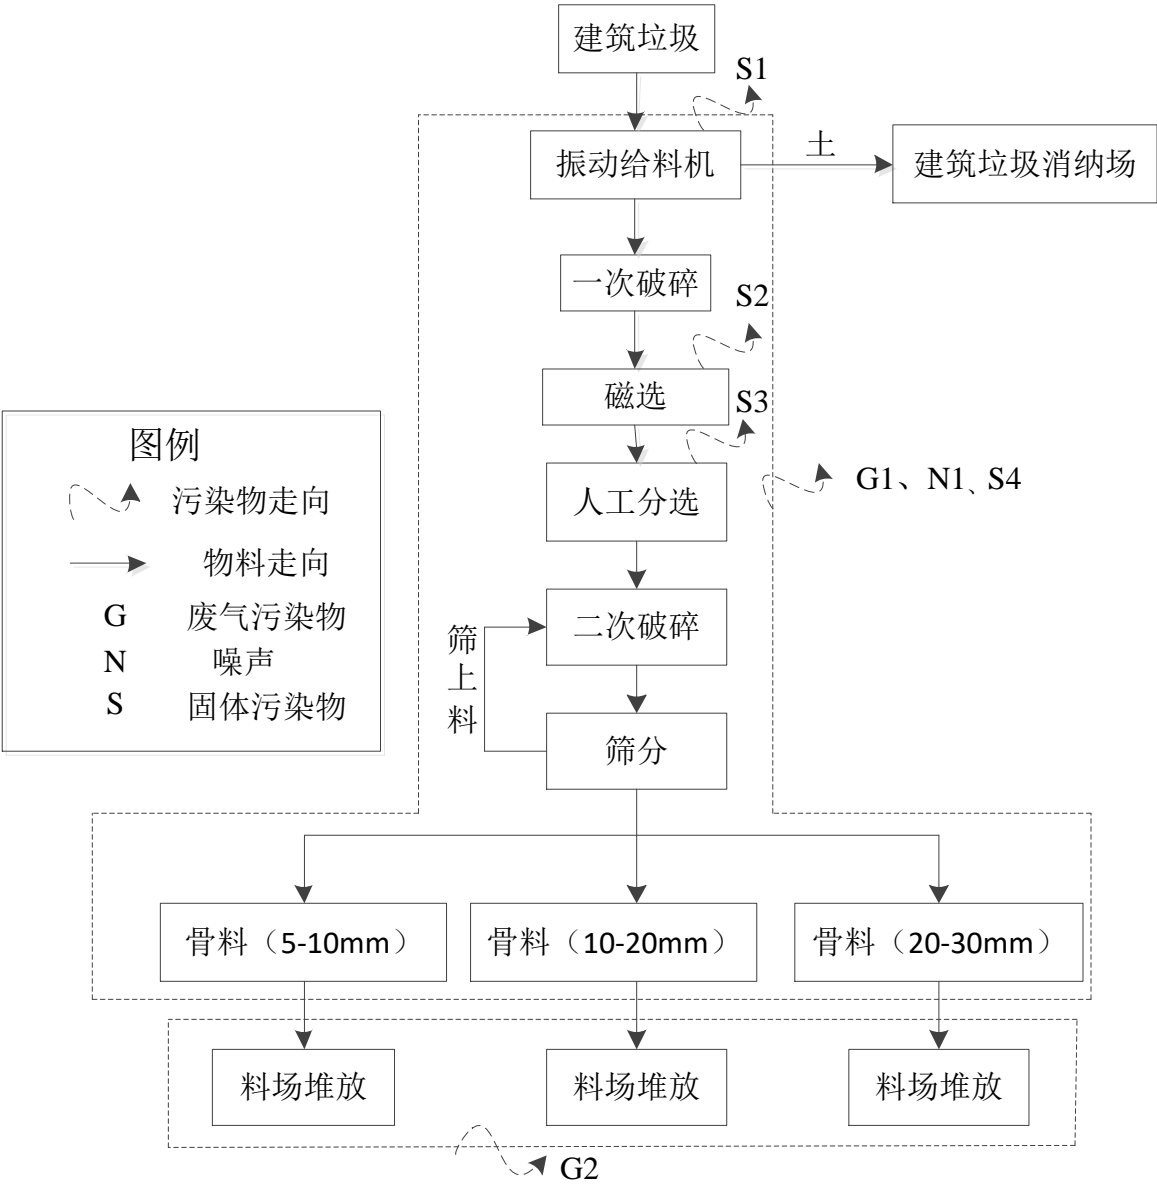 建筑垃圾
S1
振动给料机
土
建筑垃圾消纳场
一次破碎
S2
磁选
S3
人工分选
G1、N1、S4
二次破碎
筛上料
筛分
骨料（5-10mm）
骨料（10-20mm）
骨料（20-30mm）
料场堆放
料场堆放
料场堆放
G2
图例
污染物走向
物料走向
G 废气污染物
N 噪声
S 固体污染物